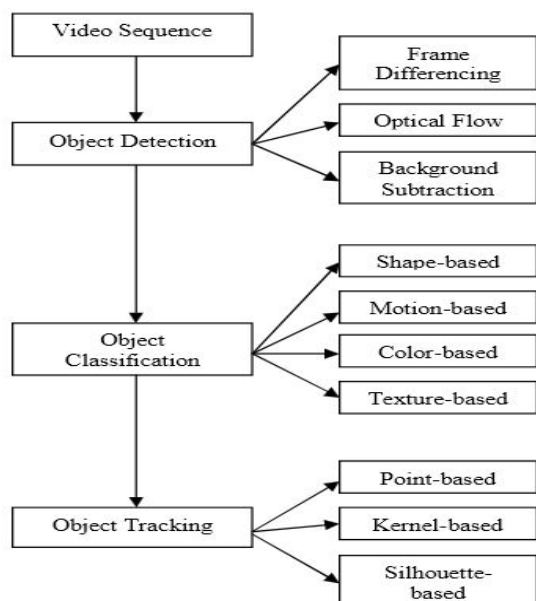 Video Sequence
Object Detection
Frame
Differencing
Optical Flow
Background
Subtraction
Object
Classification
Shape-based
Motion-based
Color-based
Texture-based
Object Tracking
Point-based
Kernel-based
Silhouette-
based